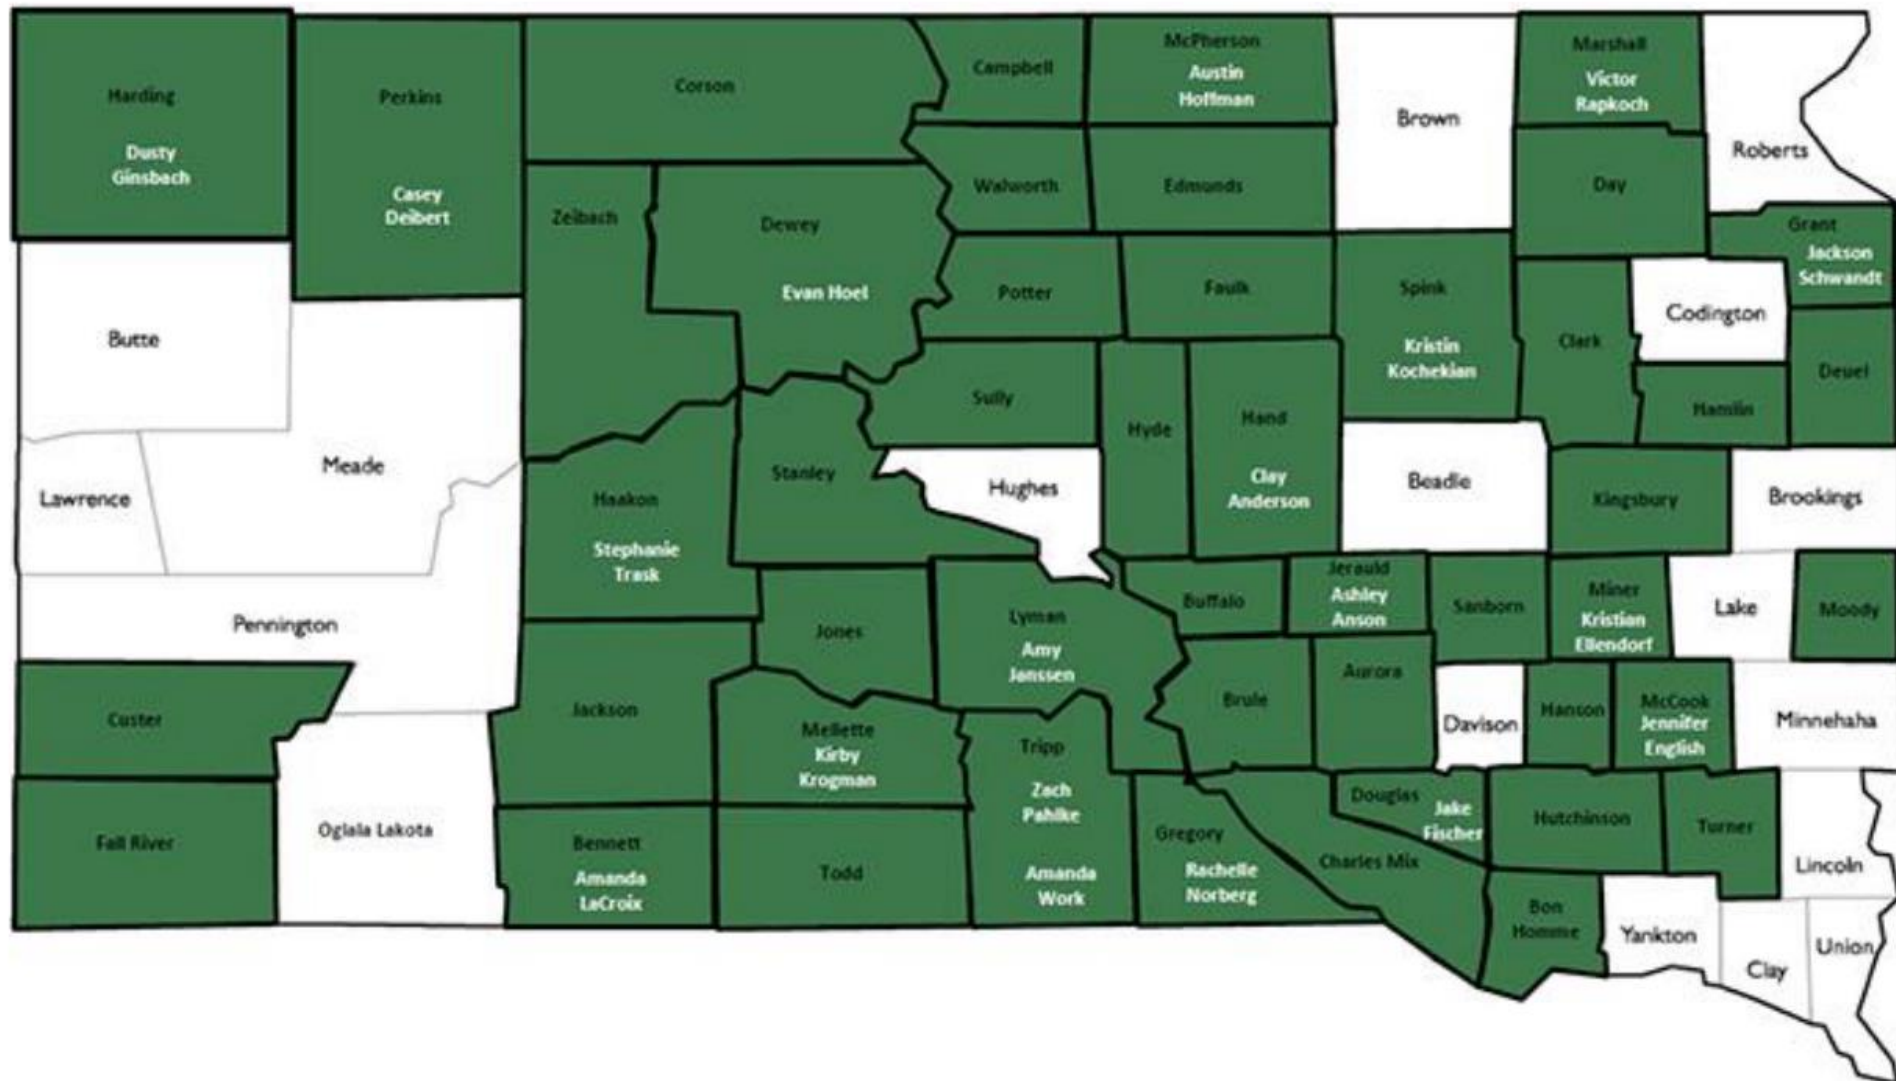 Harding
Dusty
Ginsbach
Perkins
Casey
Deibert
Corson
Campbell
McPherson
Austin
Hoffman
Brown
Marshall
Victor
Rapkoch
Roberts
Walworth
Edmunds
Day
Zeibach
Dewey
Evan Hoel
Grant
Jackson
Schwandt
Potter
Faulk
Spink
Kristin
Kochekian
Clark
Codington
Butte
Deuel
Sully
Hyde
Hand
Clay
Anderson
Hamlin
Meade
Lawrence
Haakon
Stephanie
Trask
Stanley
Hughes
Beadle
Kingsbury
Brookings
Pennington
Jones
Lyman
Amy
Janssen
Buffalo
Jerauld
Ashley
Anson
Sanborn
Miner
Kristian
Ellendorf
Lake
Moody
Custer
Jackson
Mellette
Kirby
Krogman
Tripp
Zach
Pahlke
Amanda
Work
Brule
Aurora
Davison
Hanson
McCook
Jennifer
English
Minnehaha
Fall River
Oglala Lakota
Bennett
Amanda
LaCroix
Todd
Gregory
Rachelle
Norberg
Charles Mix
Douglas
Jake
Fischer
Hutchinson
Turner
Lincoln
Bon
Homme
Yankton
Clay
Union